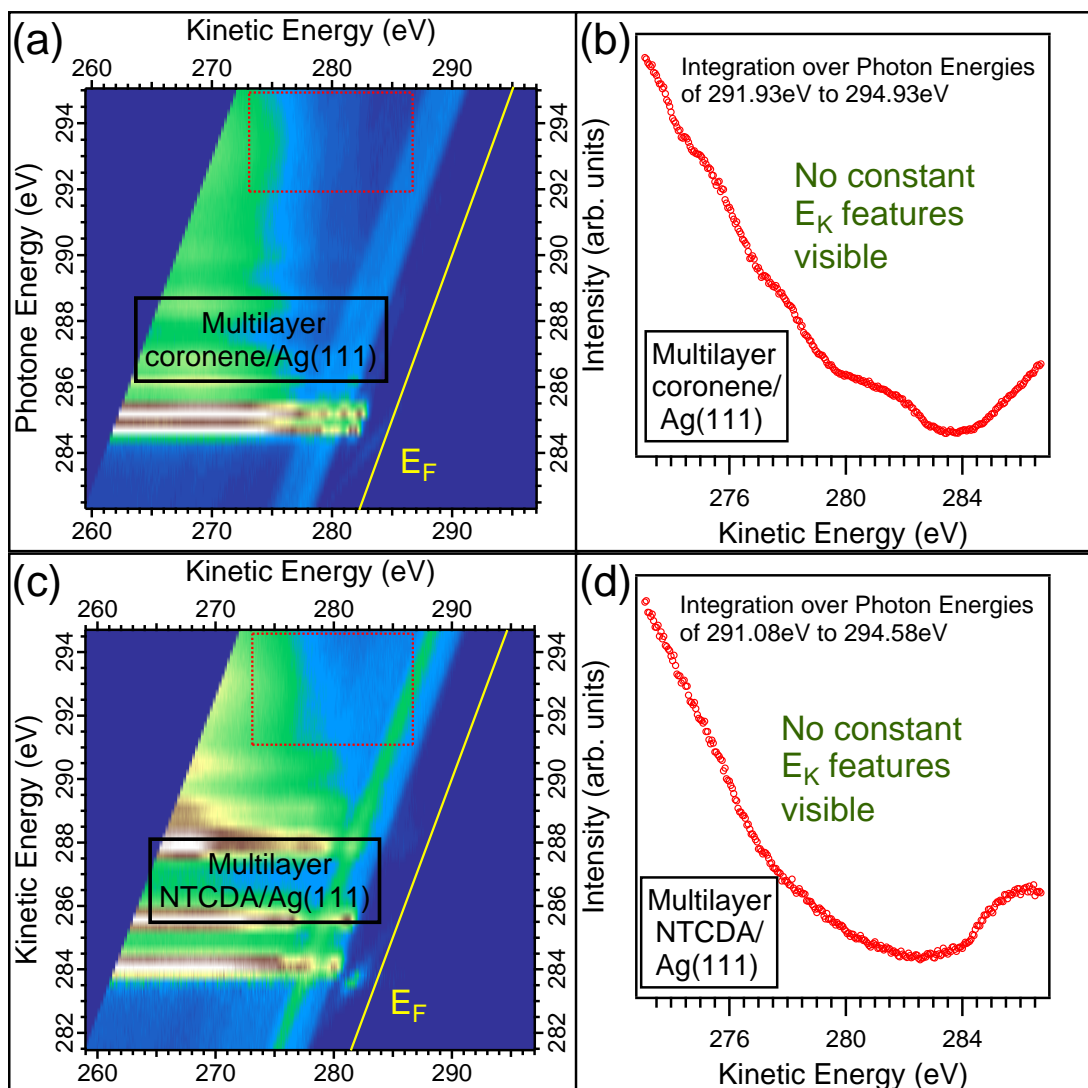 (a)
Kinetic Energy (eV)
260 270 280 290
Photone Energy (eV)
294
292
290
288
286
284
294
292
290
288
286
284
Multilayer
coronene/Ag(111)
E_F
260 270 280 290
(b)
Integration over Photon Energies
of 291.93eV to 294.93eV
Intensity (arb. units)
No constant
E_K features
visible
Multilayer
coronene/
Ag(111)
276 280 284
Kinetic Energy (eV)
(c)
Kinetic Energy (eV)
260 270 280 290
Kinetic Energy (eV)
294
292
290
288
286
284
282
294
292
290
288
286
284
282
Multilayer
NTCDA/Ag(111)
E_F
260 270 280 290
(d)
Integration over Photon Energies
of 291.08eV to 294.58eV
Intensity (arb. units)
No constant
E_K features
visible
Multilayer
NTCDA/
Ag(111)
276 280 284
Kinetic Energy (eV)